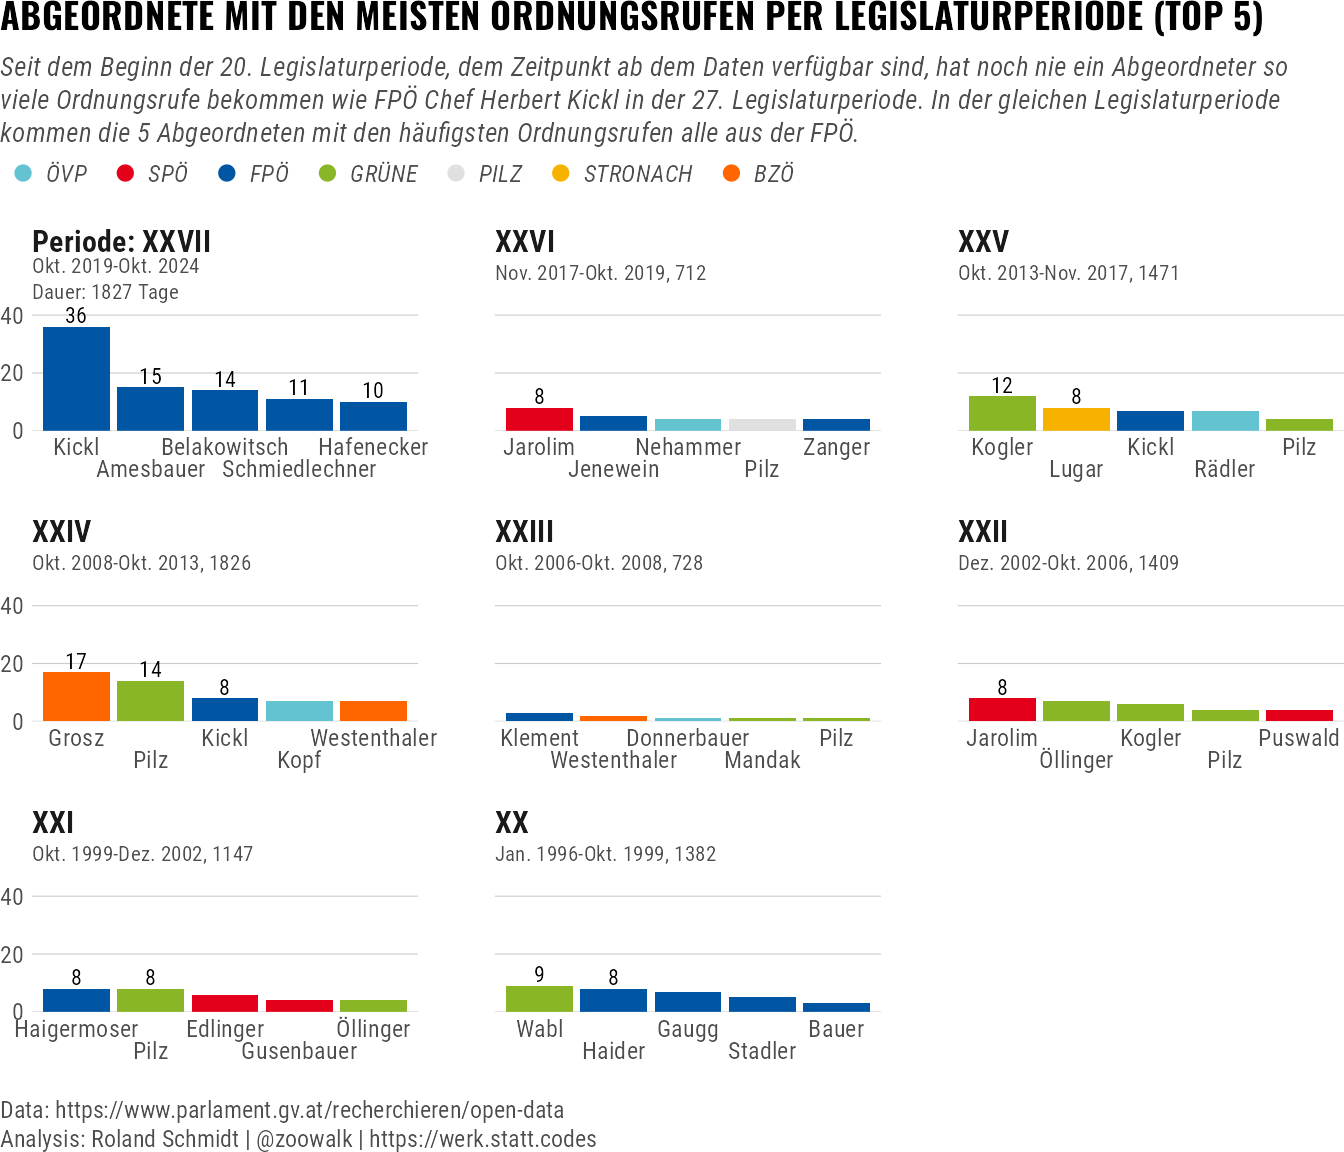 ABGEORDNETE MIT DEN MEISTEN ORDNUNGSRUFEN PER LEGISLATURPERIODE (TOP 5)
Seit dem Beginn der 20. Legislaturperiode, dem Zeitpunkt ab dem Daten verfügbar sind, hat noch nie ein Abgeordneter so
viele Ordnungsrufe bekommen wie FPÖ Chef Herbert Kickl in der 27. Legislaturperiode. In der gleichen Legislaturperiode
kommen die 5 Abgeordneten mit den häufigsten Ordnungsrufen alle aus der FPÖ.
ÖVP SPÖ FPÖ GRÜNE PILZ STRONACH BZÖ
Periode: XXVII
Okt. 2019-Okt. 2024
Dauer: 1827 Tage
40
20
0
36 15 14 11 10
Kickl Belakowitsch Hafenecker
Amesbauer Schmiedlechner
XXVI
Nov. 2017-Okt. 2019, 712
8
Jarolim Nehammer Zanger
Jenewein Pilz
XXV
Okt. 2013-Nov. 2017, 1471
12 8
Kogler Kickl Pilz
Lugar Rädler
XXIV
Okt. 2008-Okt. 2013, 1826
40
20
0
17 14 8
Grosz Kickl Westenthaler
Pilz Kopf
XXIII
Okt. 2006-Okt. 2008, 728
Klement Donnerbauer Pilz
Westenthaler Mandak
XXII
Dez. 2002-Okt. 2006, 1409
8
Jarolim Kogler Puswald
Öllinger Pilz
XXI
Okt. 1999-Dez. 2002, 1147
40
20
0
8 8
Haigermoser Edlinger Öllinger
Pilz Gusenbauer
XX
Jan. 1996-Okt. 1999, 1382
9 8
Wabl Gaugg Bauer
Haider Stadler
Data: https://www.parlament.gv.at/recherchieren/open-data
Analysis: Roland Schmidt | @zoowalk | https://werk.statt.codes